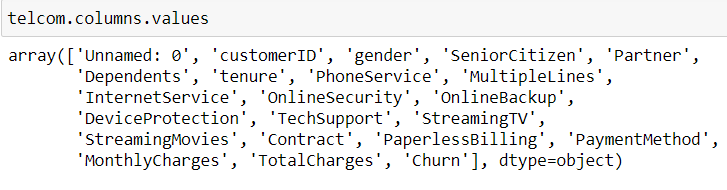 telcom.columns.values
array(['Unnamed: 0', 'customerID', 'gender', 'SeniorCitizen', 'Partner',
'Dependents', 'tenure', 'PhoneService', 'MultipleLines',
'InternetService', 'OnlineSecurity', 'OnlineBackup',
'DeviceProtection', 'TechSupport', 'StreamingTV',
'StreamingMovies', 'Contract', 'PaperlessBilling', 'PaymentMethod',
'MonthlyCharges', 'TotalCharges', 'Churn'], dtype=object)